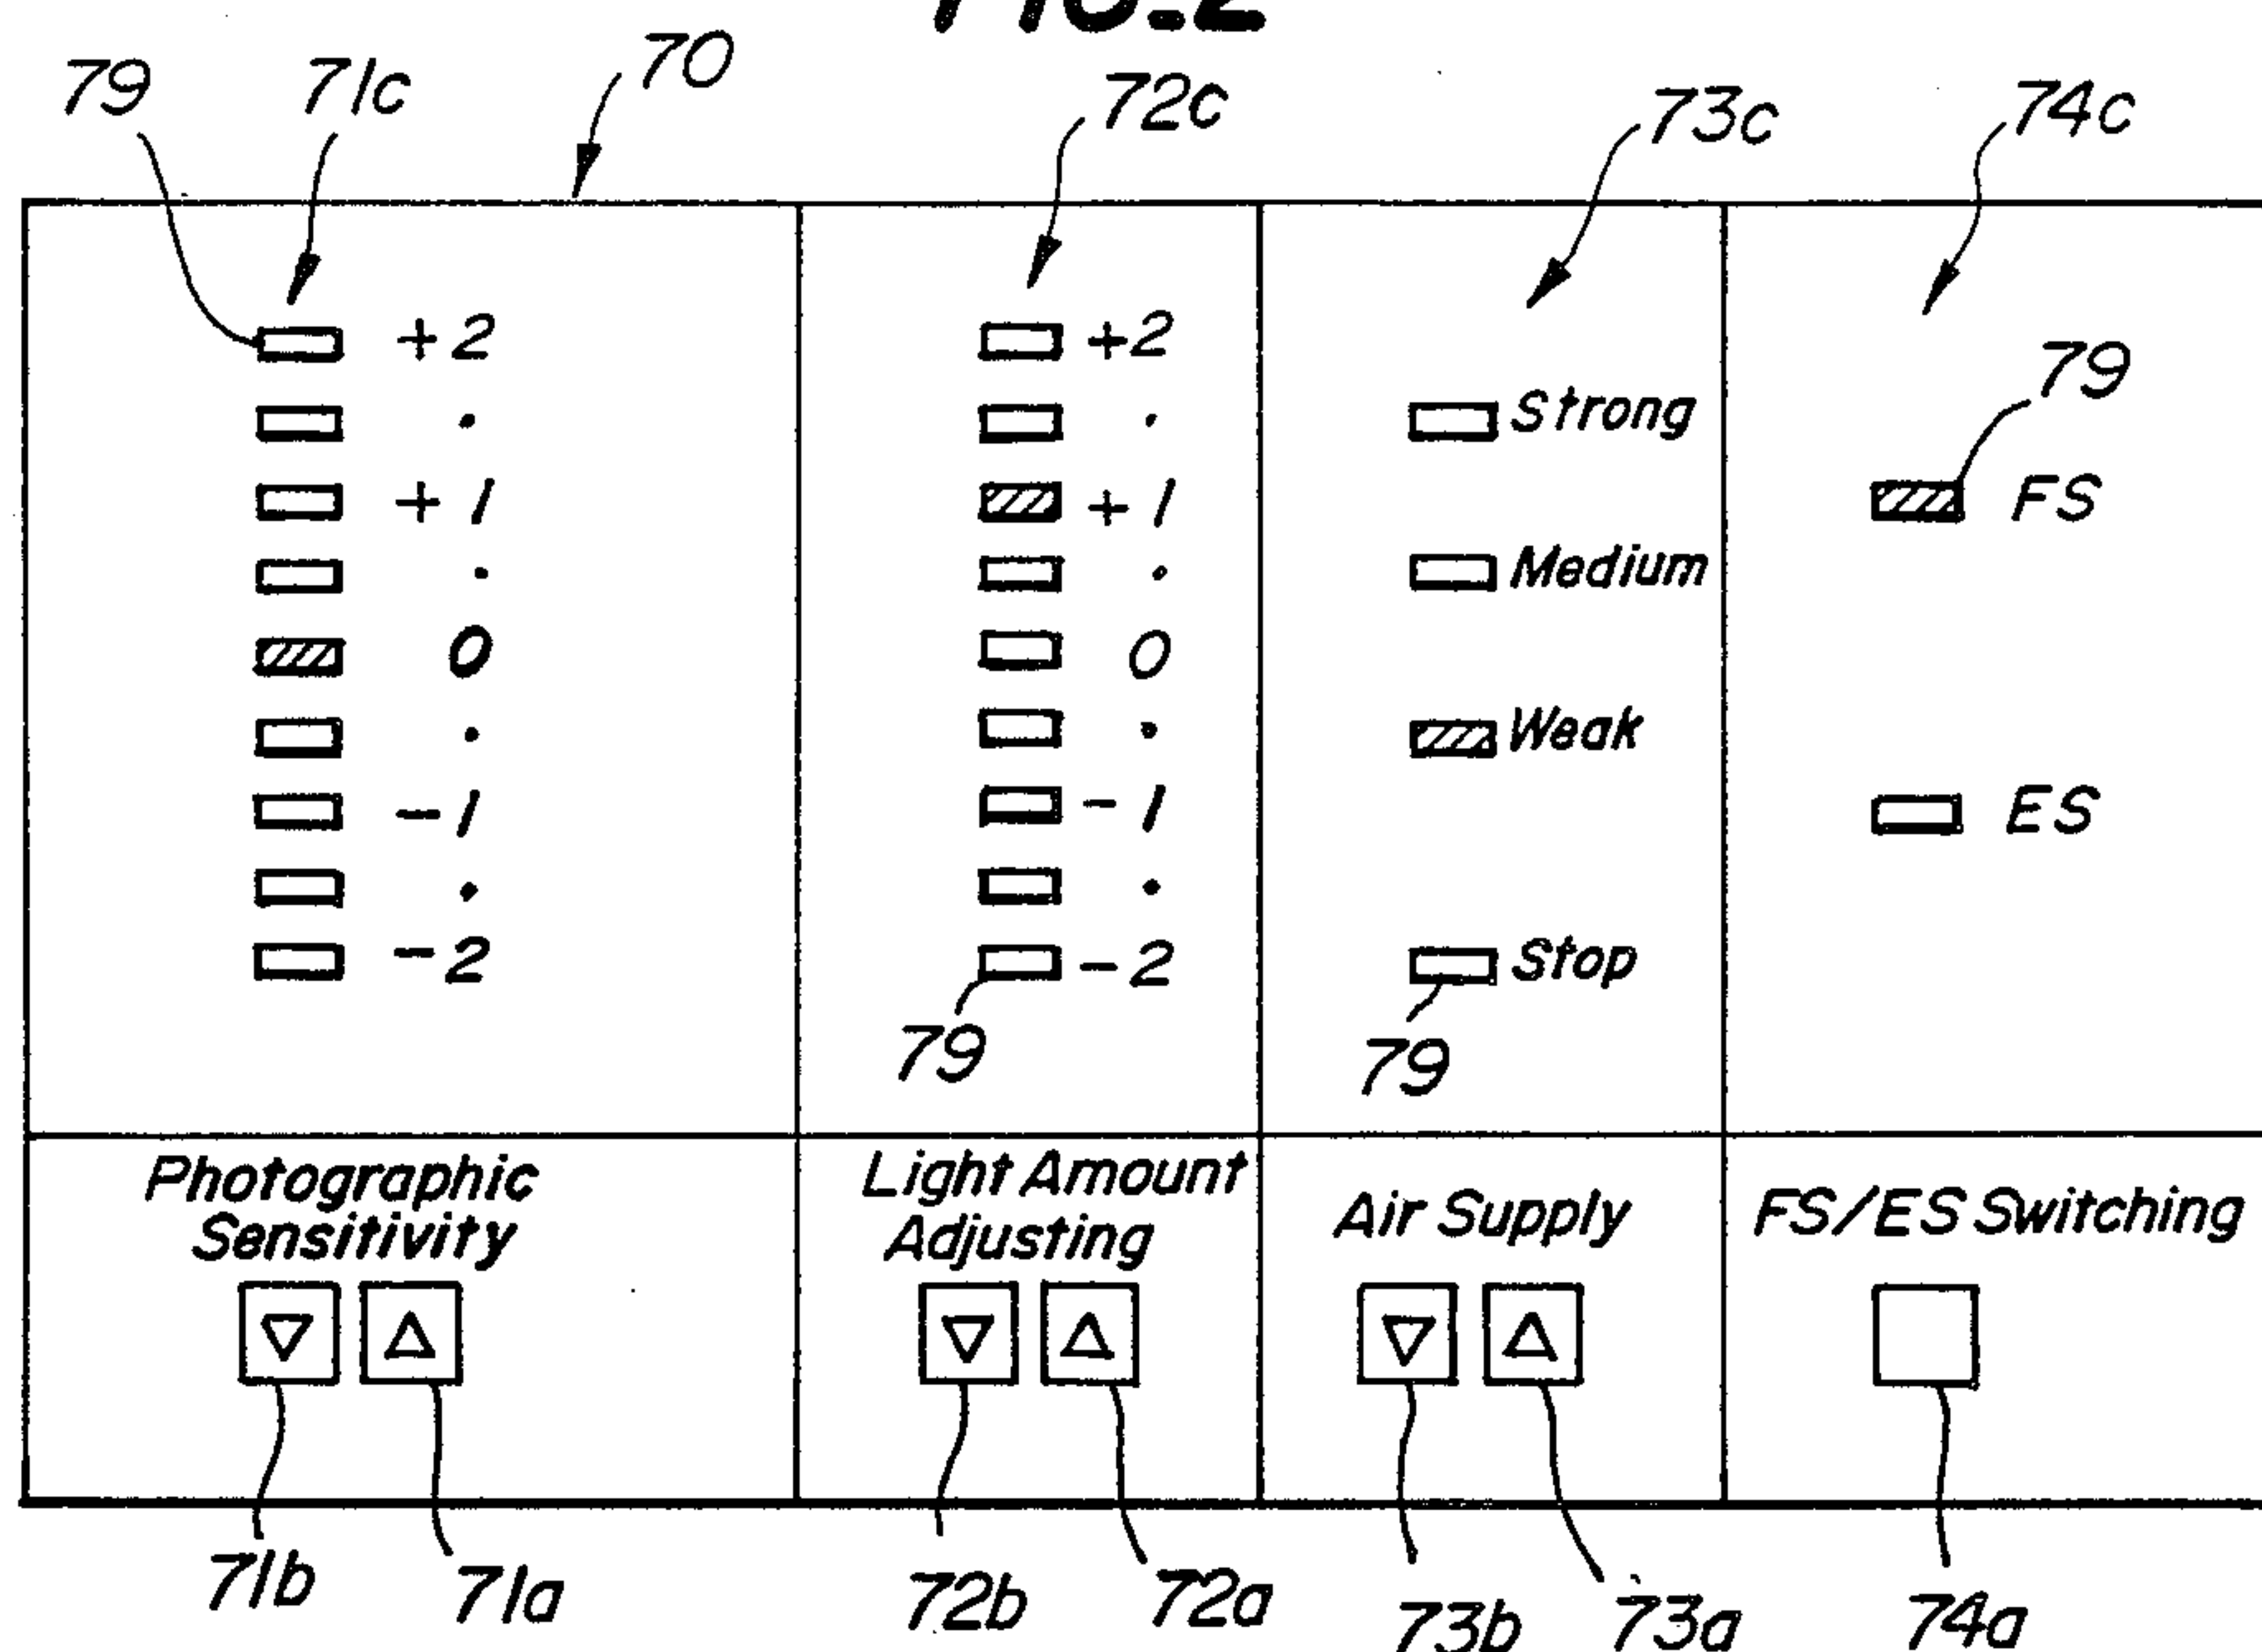 FIG_2
79 71c 70 72c 73c 74c
+2 +2
79
. . Strong
+1 +1 FS
. . Medium
0 0
. . Weak
-1 -1 ES
. .
-2 -2 Stop
79 79
Photographic Sensitivity
Light Amount Adjusting
Air Supply
FS/ES Switching
71b 71a 72b 72a 73b 73a 74a